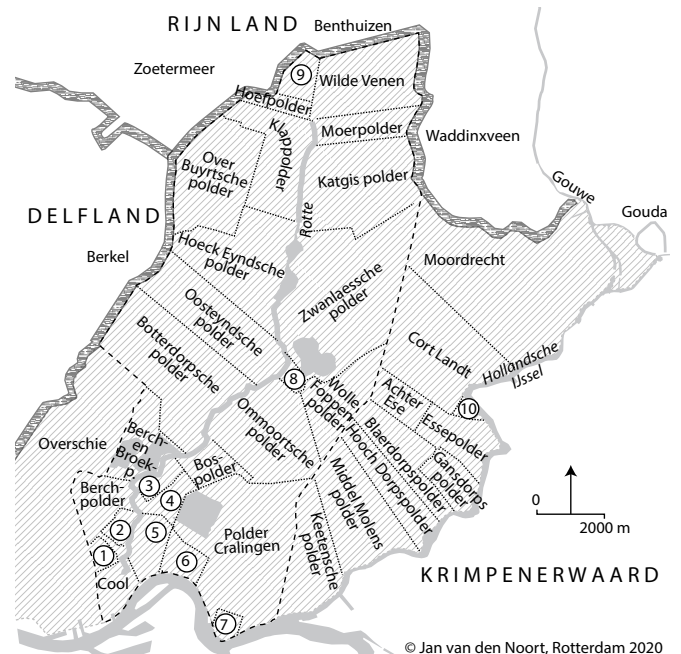 RIJN LAND
Benthuizen
Zoetermeer
9
Wilde Venen
Hoefpolder
Klappolder
Moerpolder
Waddinxveen
Over
Buyrtsche
polder
Katgis polder
Gouwe
Rotte
DELFLAND
Gouda
Berkel
Hoeck Eyndsche
polder
Moordrecht
Zwanlaessche
polder
Oosteyndsche
polder
Botterdorpsche
polder
Cort Landt
Hollandsche
IJssel
8
Wolle
Foppen
polder
Achter
Ese
Essepolder
10
Ommoortsche
polder
Blaerdorpspolder
Hooch Dorpspolder
Gansdorps
polder
Overschie
Berch-
en
Broek-
p
Bos-
polder
Middel Molens
polder
Keetensche
polder
3
4
Berch-
polder
2
5
Polder
Cralingen
1
6
Cool
7
0
2000 m
KRIMPENERWAARD
© Jan van den Noort, Rotterdam 2020